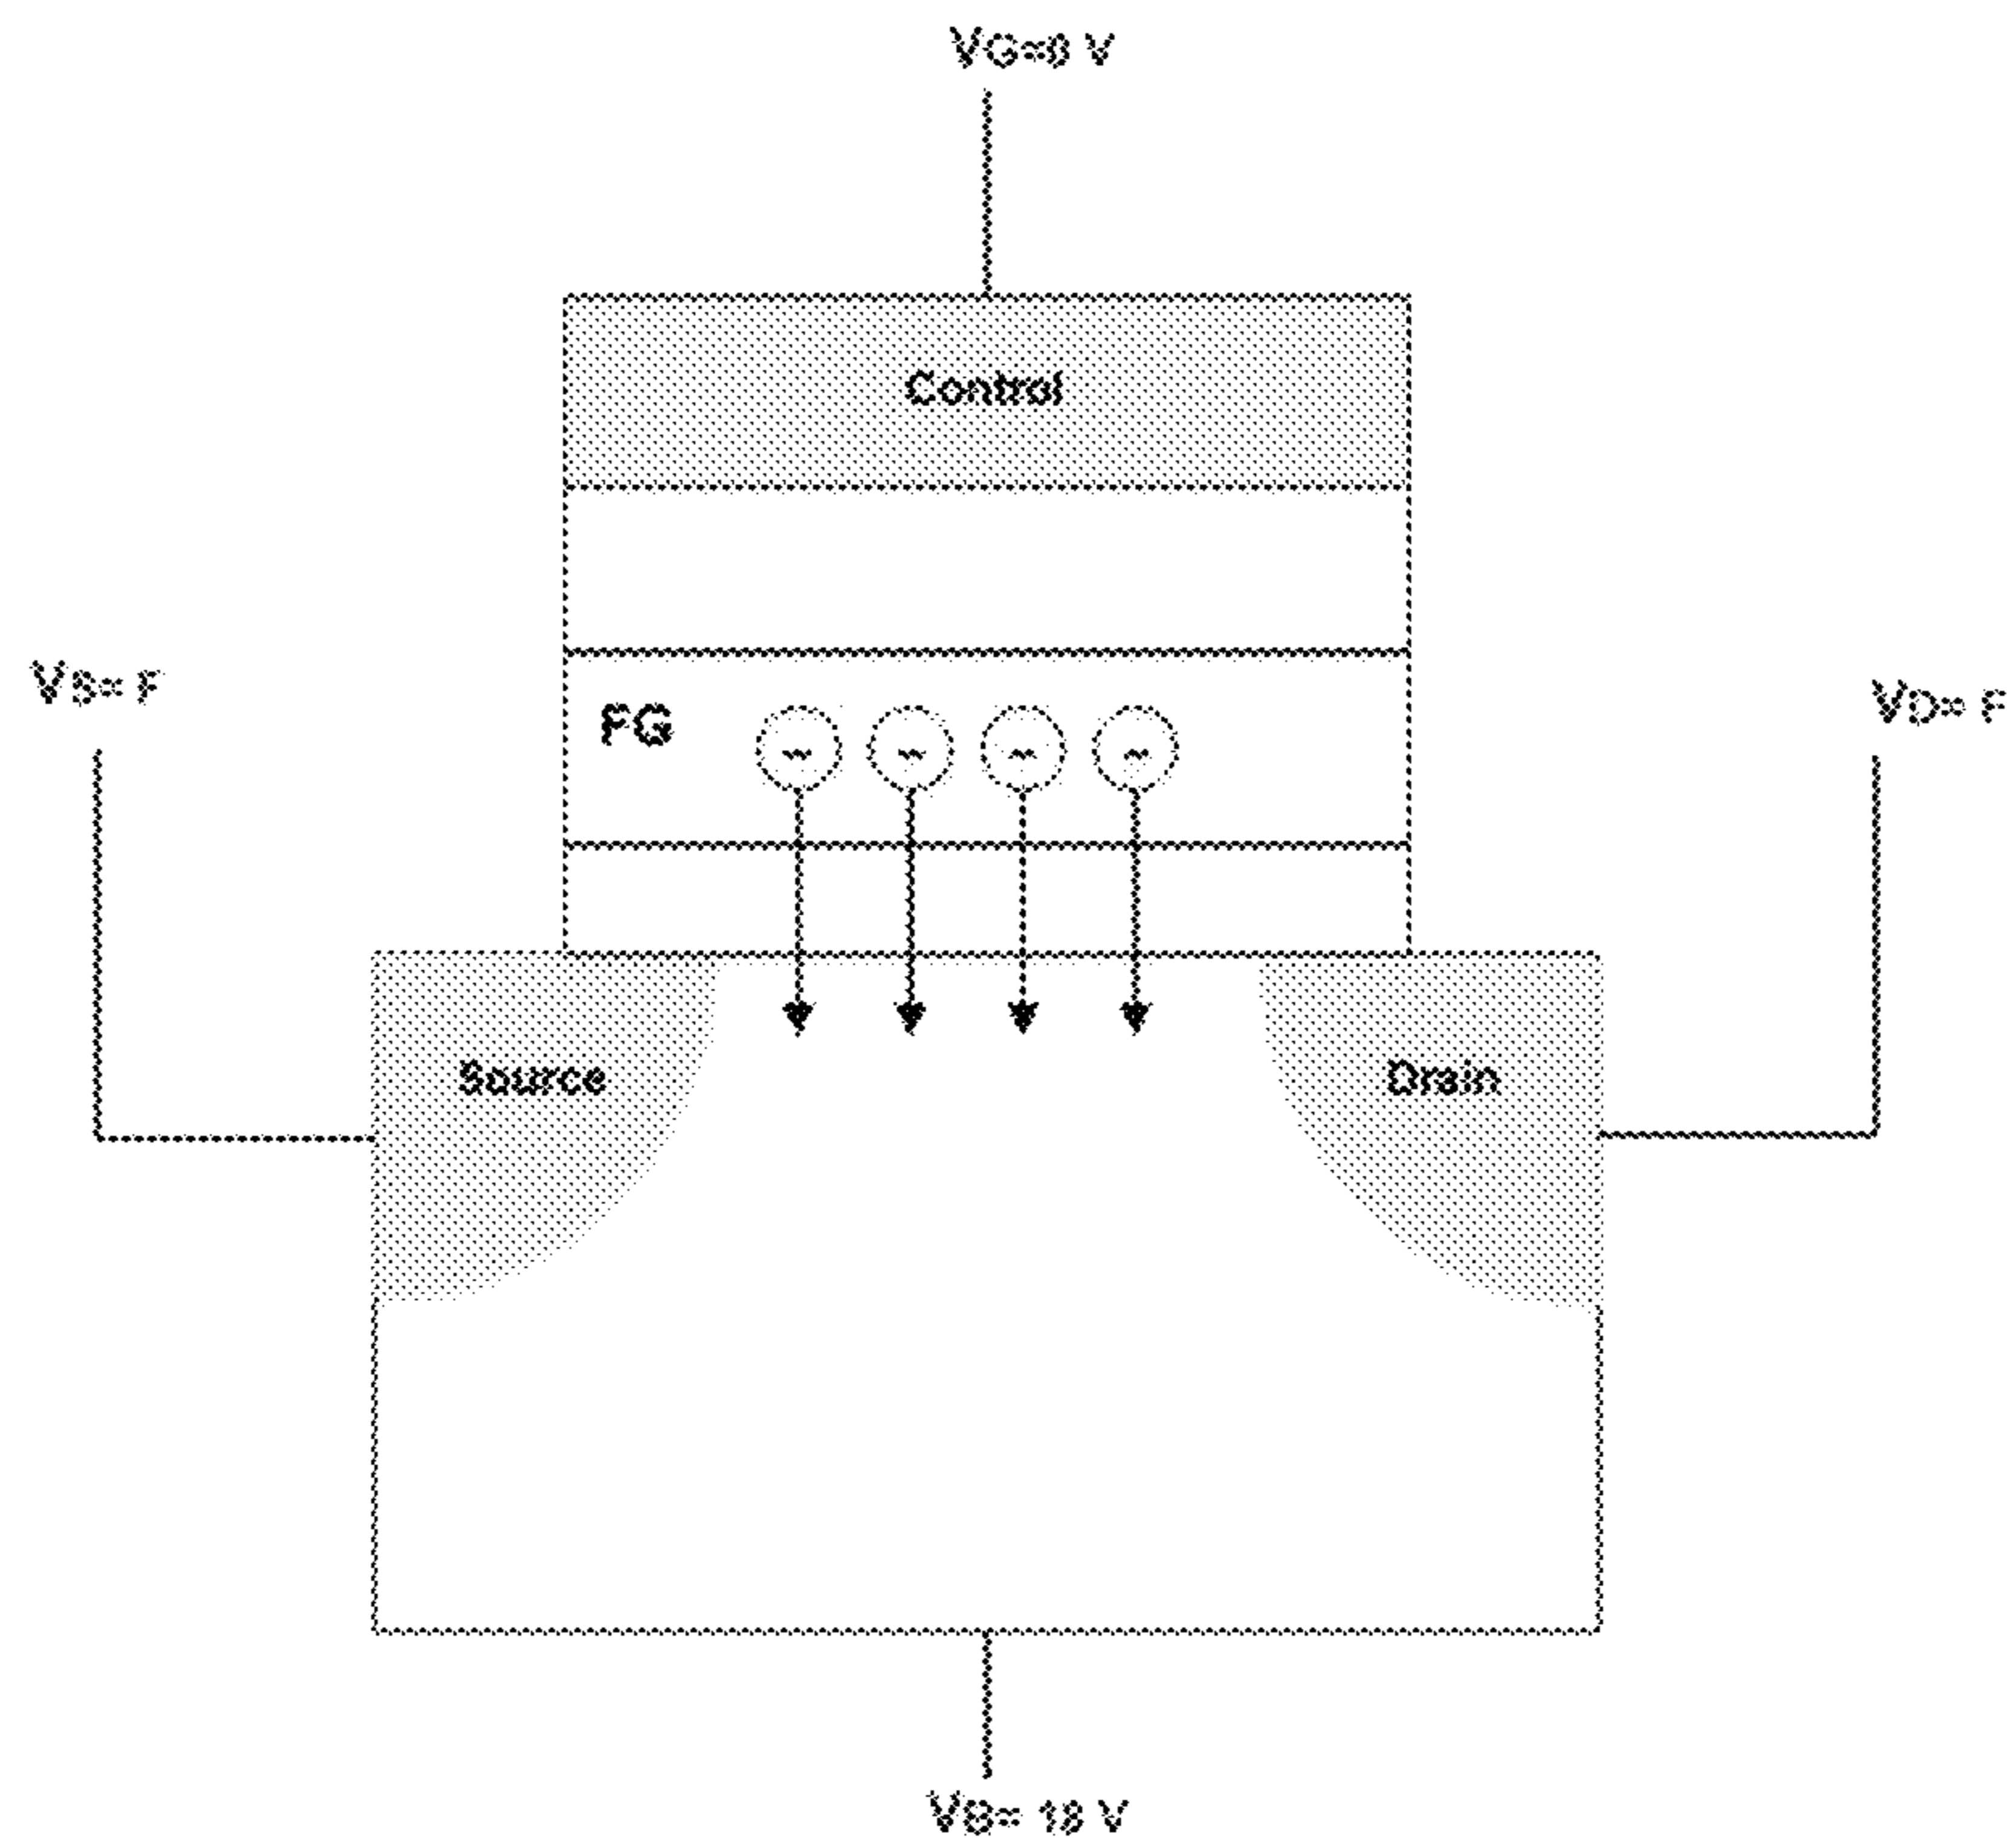 VG=0 V
Control
VS= F
VD= F
FG
Source
Drain
VB= 18 V